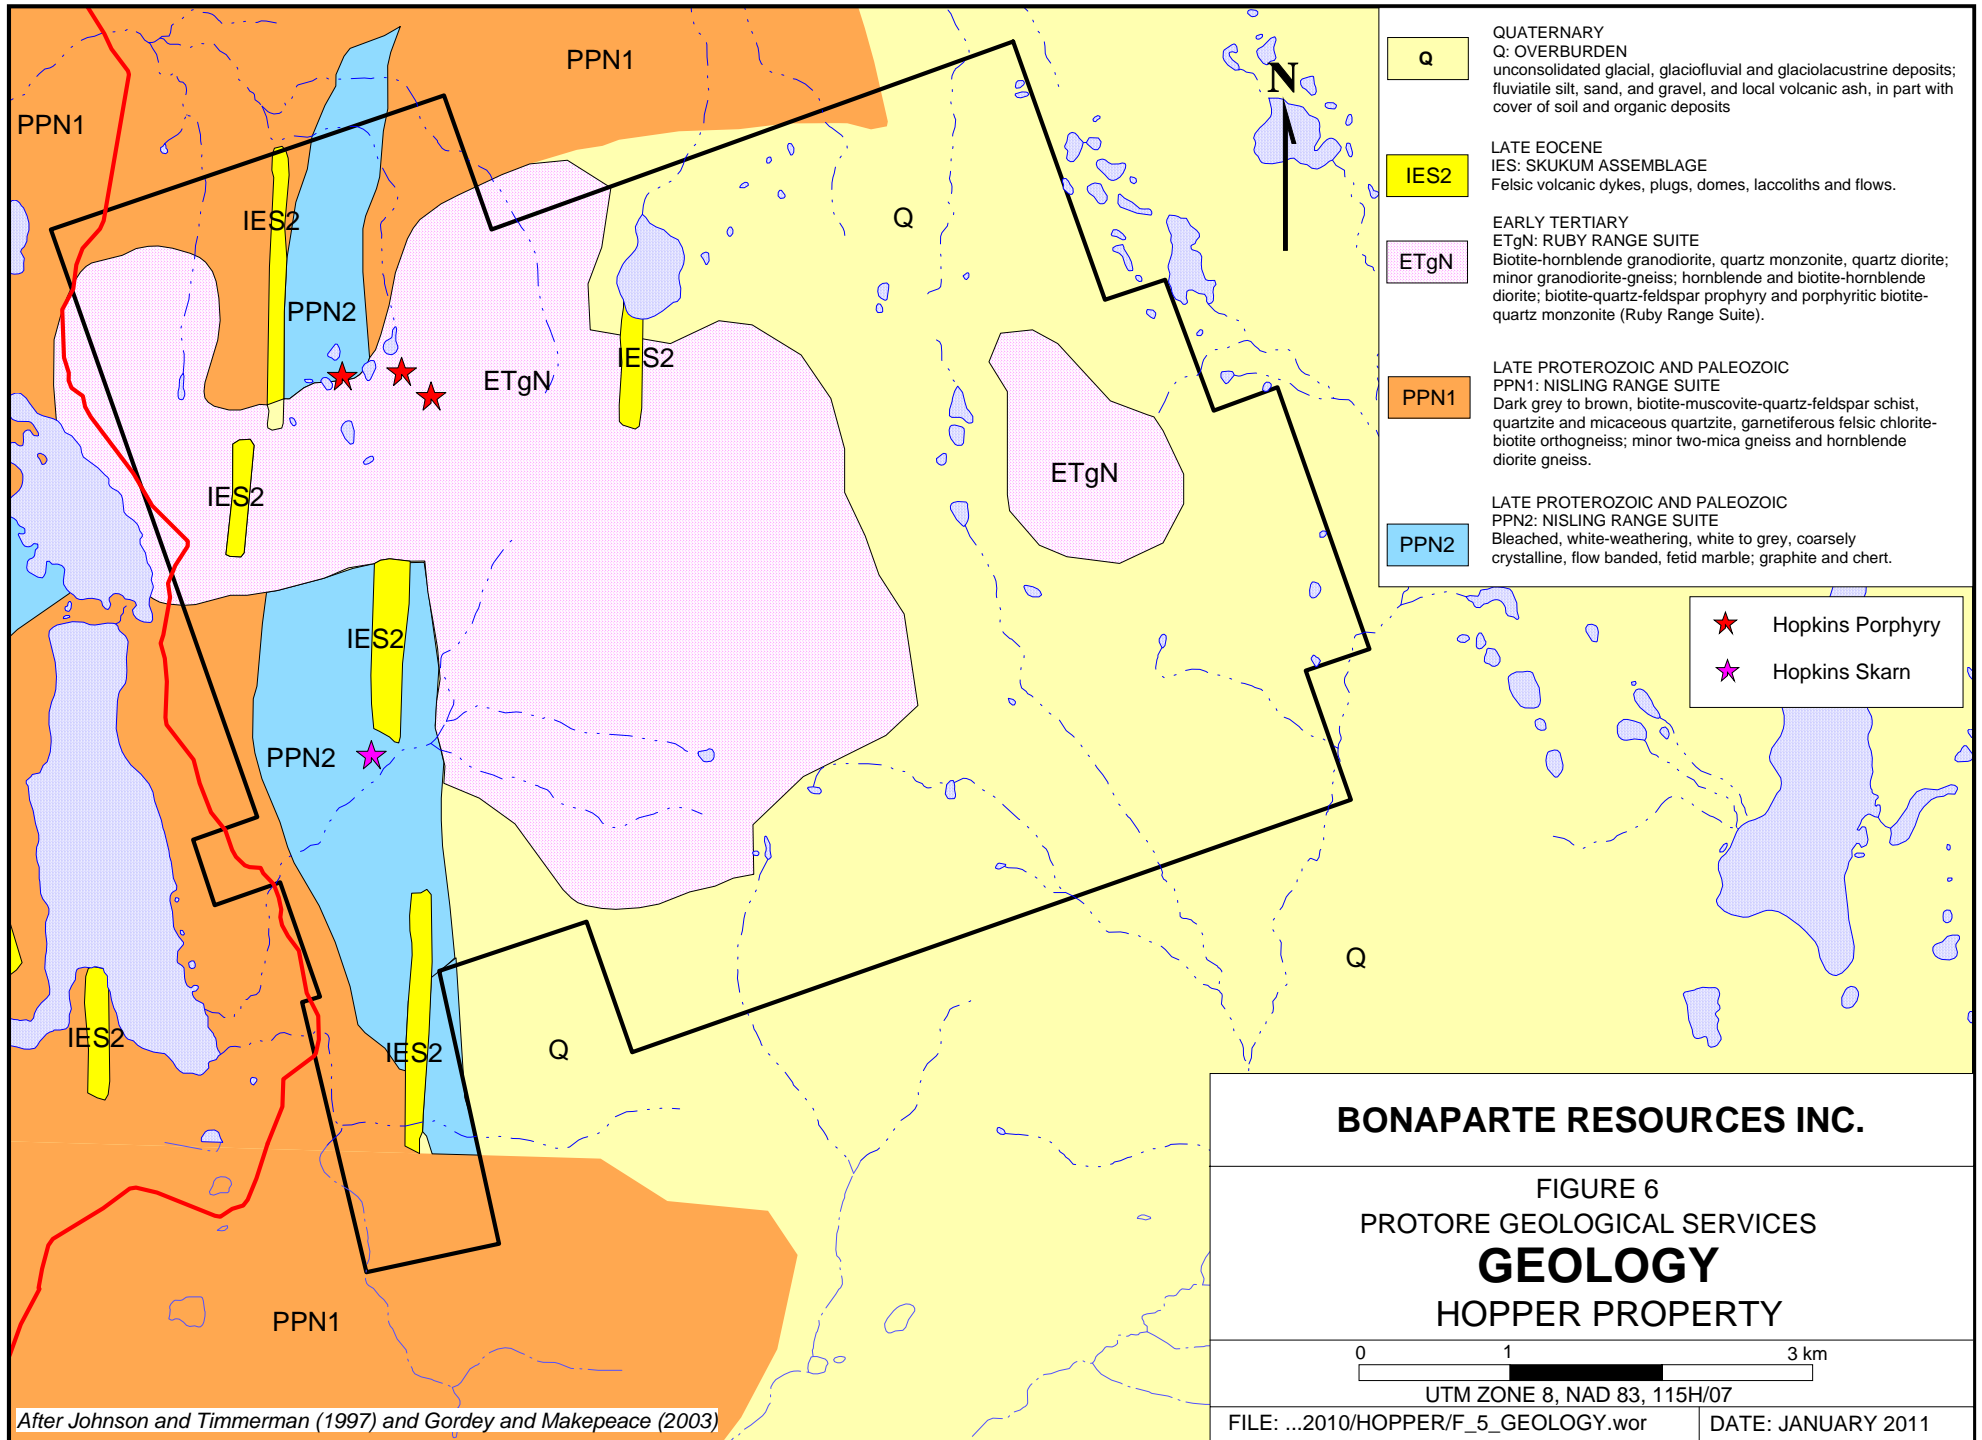 PPN1
PPN1
IES2
PPN2
Q
IES2
ETgN
ETgN
IES2
IES2
PPN2
IES2
IES2
Q
Q
PPN1
N
Q
QUATERNARY
Q: OVERBURDEN
unconsolidated glacial, glaciofluvial and glaciolacustrine deposits;
fluviatile silt, sand, and gravel, and local volcanic ash, in part with
cover of soil and organic deposits
IES2
LATE EOCENE
IES: SKUKUM ASSEMBLAGE
Felsic volcanic dykes, plugs, domes, laccoliths and flows.
ETgN
EARLY TERTIARY
ETgN: RUBY RANGE SUITE
Biotite-hornblende granodiorite, quartz monzonite, quartz diorite;
minor granodiorite-gneiss; hornblende and biotite-hornblende
diorite; biotite-quartz-feldspar prophyry and porphyritic biotite-
quartz monzonite (Ruby Range Suite).
PPN1
LATE PROTEROZOIC AND PALEOZOIC
PPN1: NISLING RANGE SUITE
Dark grey to brown, biotite-muscovite-quartz-feldspar schist,
quartzite and micaceous quartzite, garnetiferous felsic chlorite-
biotite orthogneiss; minor two-mica gneiss and hornblende
diorite gneiss.
PPN2
LATE PROTEROZOIC AND PALEOZOIC
PPN2: NISLING RANGE SUITE
Bleached, white-weathering, white to grey, coarsely
crystalline, flow banded, fetid marble; graphite and chert.
Hopkins Porphyry
Hopkins Skarn
BONAPARTE RESOURCES INC.
FIGURE 6
PROTORE GEOLOGICAL SERVICES
GEOLOGY
HOPPER PROPERTY
0 1 3 km
UTM ZONE 8, NAD 83, 115H/07
FILE: ...2010/HOPPER/F_5_GEOLOGY.wor
DATE: JANUARY 2011
After Johnson and Timmerman (1997) and Gordey and Makepeace (2003)